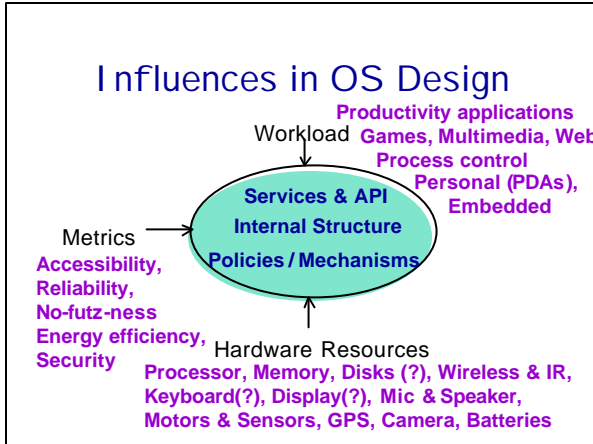 Influences in OS Design
Productivity applications
Workload
Games, Multimedia, Web
Process control
Personal (PDAs),
Embedded
Services & API
Internal Structure
Policies / Mechanisms
Metrics
Accessibility,
Reliability,
No-futz-ness
Energy efficiency,
Security
Hardware Resources
Processor, Memory, Disks (?), Wireless & IR,
Keyboard(?), Display(?), Mic & Speaker,
Motors & Sensors, GPS, Camera, Batteries